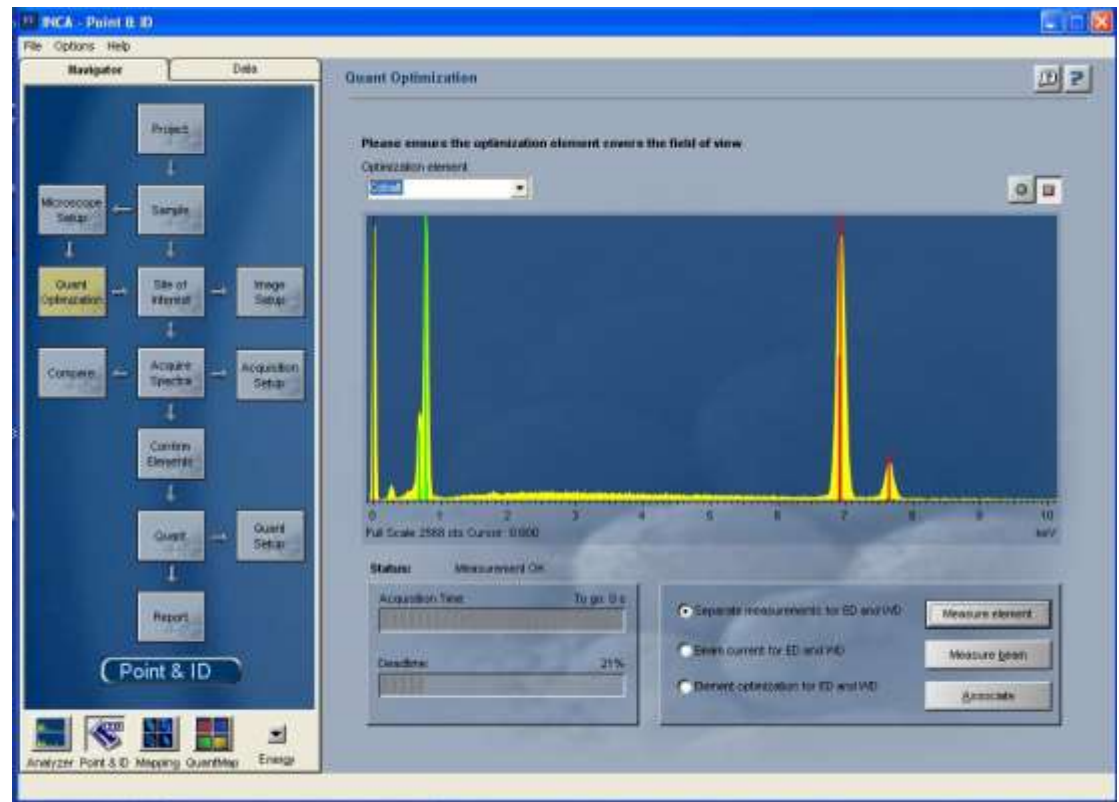 INCA - Point & ID
File Options Help
Navigator Data
Project
Microscope Setup
Sample
Quant Optimization
Site of Interest
Image Setup
Compare
Acquire Spectra
Acquisition Setup
Confirm Elements
Quant
Quant Setup
Report
Point & ID
Analyzer Point & ID Mapping QuantMap Energy
Quant Optimization
Please ensure the optimization element covers the field of view
Optimization element
Cobalt
0 1 2 3 4 5 6 7 8 9 10
Full Scale 2588 cts Cursor: 0.000 keV
Status: Measurement OK
Acquisition Time: To go: 0 s
Deadtime: 21%
Separate measurements for ED and WD
Beam current for ED and WD
Element optimization for ED and WD
Measure element
Measure beam
Associate